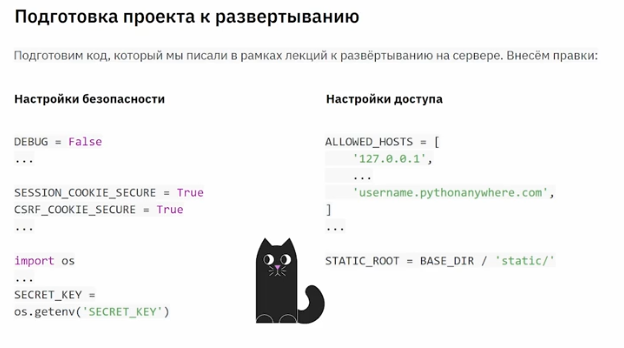 Подготовка проекта к развертыванию
Подготовим код, который мы писали в рамках лекций к развёртыванию на сервере. Внесём правки:
Настройки безопасности
DEBUG = False
...
SESSION_COOKIE_SECURE = True
CSRF_COOKIE_SECURE = True
...
import os
...
SECRET_KEY =
os.getenv('SECRET_KEY')
Настройки доступа
ALLOWED_HOSTS = [
'127.0.0.1',
...
'username.pythonanywhere.com',
]
...
STATIC_ROOT = BASE_DIR / 'static/'